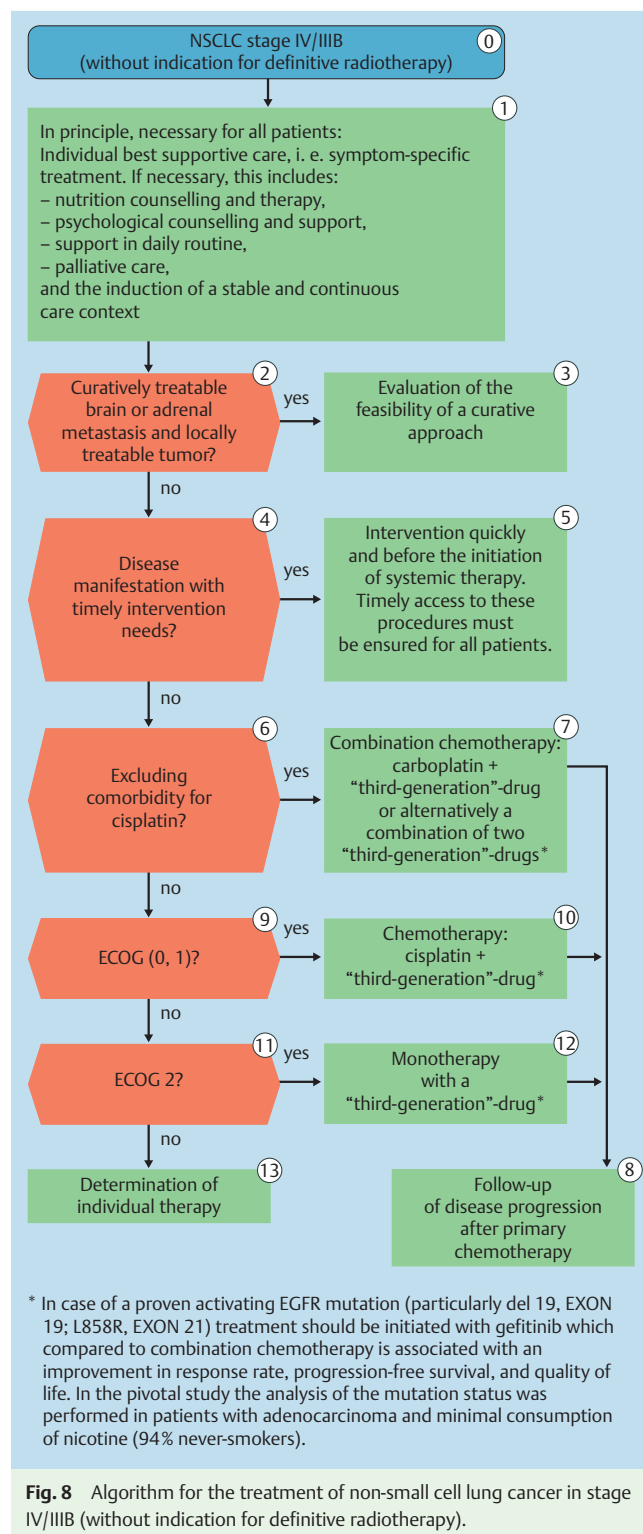 NSCLC stage IV/IIIB
(without indication for definitive radiotherapy)
0
1
In principle, necessary for all patients:
Individual best supportive care, i. e. symptom-specific
treatment. If necessary, this includes:
– nutrition counselling and therapy,
– psychological counselling and support,
– support in daily routine,
– palliative care,
and the induction of a stable and continuous
care context
2
Curatively treatable
brain or adrenal
metastasis and locally
treatable tumor?
yes
3
Evaluation of the
feasibility of a curative
approach
no
4
Disease
manifestation with
timely intervention
needs?
yes
5
Intervention quickly
and before the initiation
of systemic therapy.
Timely access to these
procedures must
be ensured for all patients.
no
6
Excluding
comorbidity for
cisplatin?
yes
7
Combination chemotherapy:
carboplatin +
“third-generation”-drug
or alternatively a
combination of two
“third-generation”-drugs*
no
9
ECOG (0, 1)?
yes
10
Chemotherapy:
cisplatin +
“third-generation”-drug*
no
11
ECOG 2?
yes
12
Monotherapy
with a
“third-generation”-drug*
no
13
Determination of
individual therapy
8
Follow-up
of disease progression
after primary
chemotherapy
* In case of a proven activating EGFR mutation (particularly del 19, EXON
19; L858R, EXON 21) treatment should be initiated with gefitinib which
compared to combination chemotherapy is associated with an
improvement in response rate, progression-free survival, and quality of
life. In the pivotal study the analysis of the mutation status was
performed in patients with adenocarcinoma and minimal consumption
of nicotine (94% never-smokers).
Fig. 8 Algorithm for the treatment of non-small cell lung cancer in stage
IV/IIIB (without indication for definitive radiotherapy).